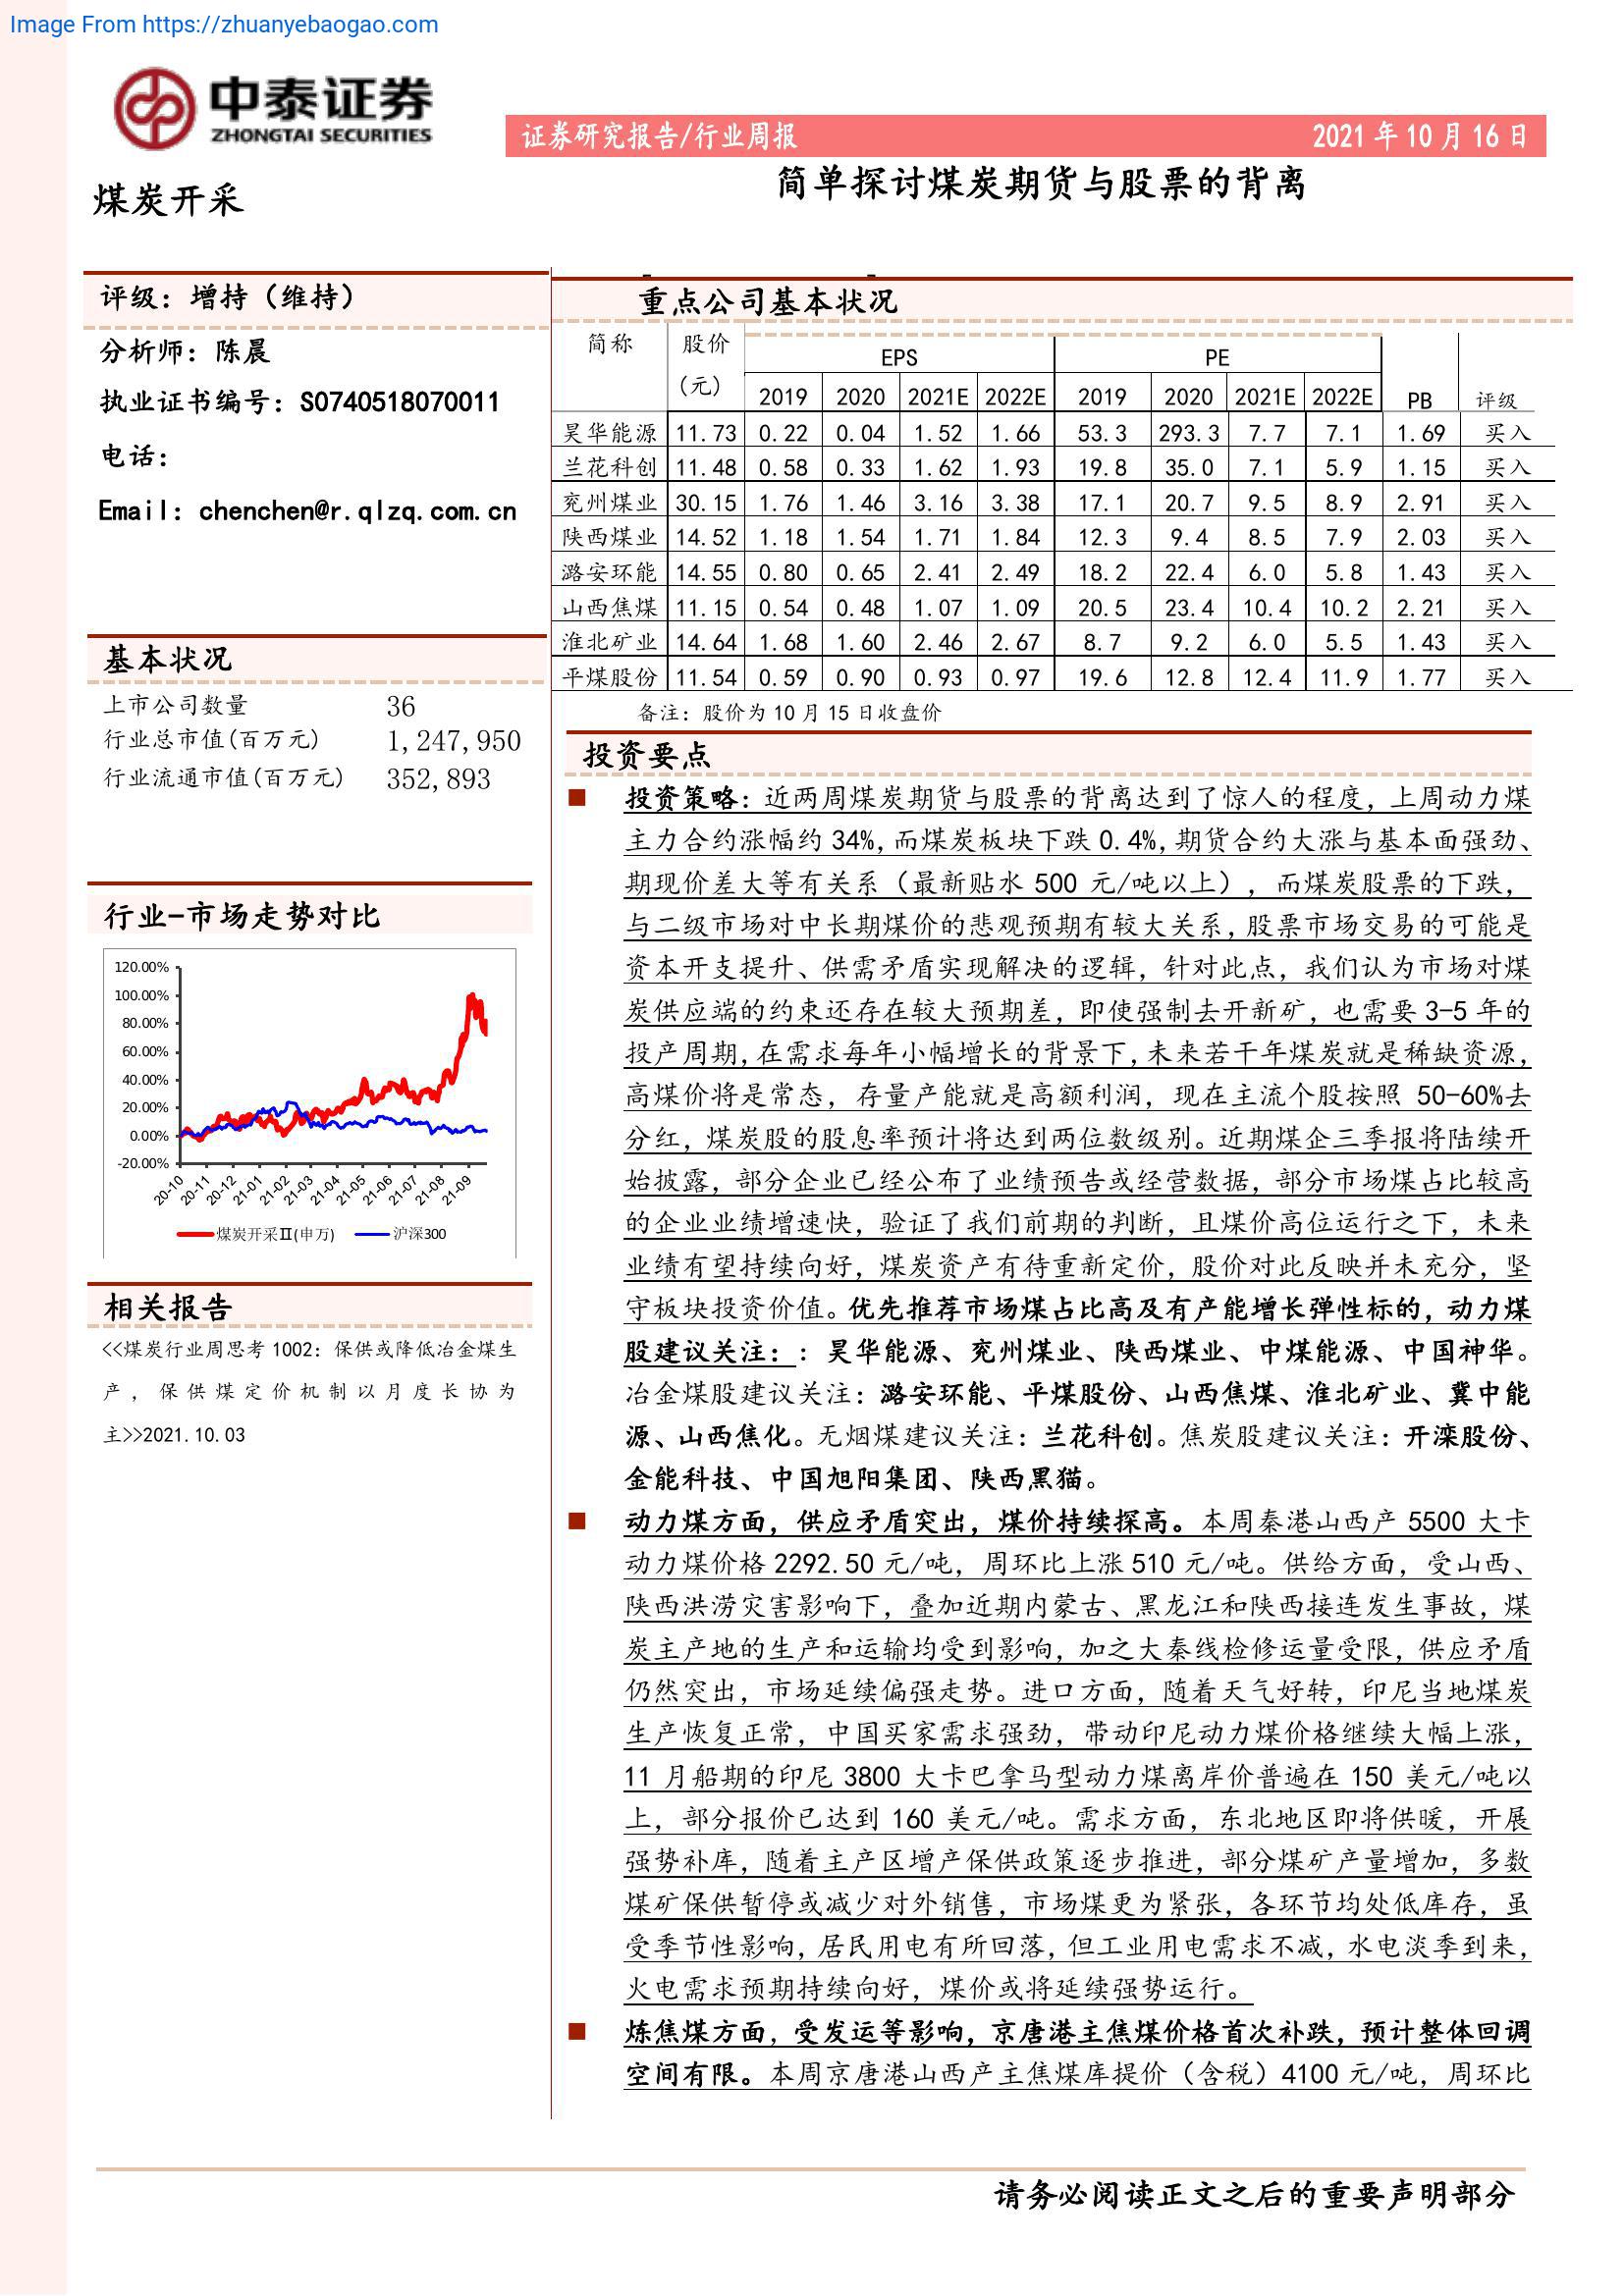 Image From https://zhuanyebaogao.com
中泰证券
ZHONGTAI SECURITIES
证券研究报告/行业周报 2021 年 10 月 16 日
煤炭开采
简单探讨煤炭期货与股票的背离
评级：增持（维持）
分析师：陈晨
执业证书编号：S0740518070011
电话：
Email：chenchen@r.qlzq.com.cn
基本状况
上市公司数量 36
行业总市值(百万元) 1,247,950
行业流通市值(百万元) 352,893
行业-市场走势对比
120.00%
100.00%
80.00%
60.00%
40.00%
20.00%
0.00%
-20.00%
20-10 20-11 20-12 21-01 21-02 21-03 21-04 21-05 21-06 21-07 21-08 21-09
煤炭开采Ⅱ(申万) 沪深300
相关报告
<<煤炭行业周思考 1002：保供或降低冶金煤生
产，保供煤定价机制以月度长协为
主>>2021.10.03
重点公司基本状况
简称 股价 EPS PE
(元) 2019 2020 2021E 2022E 2019 2020 2021E 2022E PB 评级
昊华能源 11.73 0.22 0.04 1.52 1.66 53.3 293.3 7.7 7.1 1.69 买入
兰花科创 11.48 0.58 0.33 1.62 1.93 19.8 35.0 7.1 5.9 1.15 买入
兖州煤业 30.15 1.76 1.46 3.16 3.38 17.1 20.7 9.5 8.9 2.91 买入
陕西煤业 14.52 1.18 1.54 1.71 1.84 12.3 9.4 8.5 7.9 2.03 买入
潞安环能 14.55 0.80 0.65 2.41 2.49 18.2 22.4 6.0 5.8 1.43 买入
山西焦煤 11.15 0.54 0.48 1.07 1.09 20.5 23.4 10.4 10.2 2.21 买入
淮北矿业 14.64 1.68 1.60 2.46 2.67 8.7 9.2 6.0 5.5 1.43 买入
平煤股份 11.54 0.59 0.90 0.93 0.97 19.6 12.8 12.4 11.9 1.77 买入
备注：股价为 10 月 15 日收盘价
投资要点
■ 投资策略：近两周煤炭期货与股票的背离达到了惊人的程度，上周动力煤
主力合约涨幅约 34%,而煤炭板块下跌 0.4%,期货合约大涨与基本面强劲、
期现价差大等有关系（最新贴水 500 元/吨以上），而煤炭股票的下跌，
与二级市场对中长期煤价的悲观预期有较大关系，股票市场交易的可能是
资本开支提升、供需矛盾实现解决的逻辑，针对此点，我们认为市场对煤
炭供应端的约束还存在较大预期差，即使强制去开新矿，也需要 3-5 年的
投产周期，在需求每年小幅增长的背景下，未来若干年煤炭就是稀缺资源，
高煤价将是常态，存量产能就是高额利润，现在主流个股按照 50-60%去
分红，煤炭股的股息率预计将达到两位数级别。近期煤企三季报将陆续开
始披露，部分企业已经公布了业绩预告或经营数据，部分市场煤占比较高
的企业业绩增速快，验证了我们前期的判断，且煤价高位运行之下，未来
业绩有望持续向好，煤炭资产有待重新定价，股价对此反映并未充分，坚
守板块投资价值。优先推荐市场煤占比高及有产能增长弹性标的，动力煤
股建议关注：：昊华能源、兖州煤业、陕西煤业、中煤能源、中国神华。
冶金煤股建议关注：潞安环能、平煤股份、山西焦煤、淮北矿业、冀中能
源、山西焦化。无烟煤建议关注：兰花科创。焦炭股建议关注：开滦股份、
金能科技、中国旭阳集团、陕西黑猫。
■ 动力煤方面，供应矛盾突出，煤价持续探高。本周秦港山西产 5500 大卡
动力煤价格 2292.50 元/吨，周环比上涨 510 元/吨。供给方面，受山西、
陕西洪涝灾害影响下，叠加近期内蒙古、黑龙江和陕西接连发生事故，煤
炭主产地的生产和运输均受到影响，加之大秦线检修运量受限，供应矛盾
仍然突出，市场延续偏强走势。进口方面，随着天气好转，印尼当地煤炭
生产恢复正常，中国买家需求强劲，带动印尼动力煤价格继续大幅上涨，
11 月船期的印尼 3800 大卡巴拿马型动力煤离岸价普遍在 150 美元/吨以
上，部分报价已达到 160 美元/吨。需求方面，东北地区即将供暖，开展
强势补库，随着主产区增产保供政策逐步推进，部分煤矿产量增加，多数
煤矿保供暂停或减少对外销售，市场煤更为紧张，各环节均处低库存，虽
受季节性影响，居民用电有所回落，但工业用电需求不减，水电淡季到来，
火电需求预期持续向好，煤价或将延续强势运行。
■ 炼焦煤方面，受发运等影响，京唐港主焦煤价格首次补跌，预计整体回调
空间有限。本周京唐港山西产主焦煤库提价（含税）4100 元/吨，周环比
请务必阅读正文之后的重要声明部分